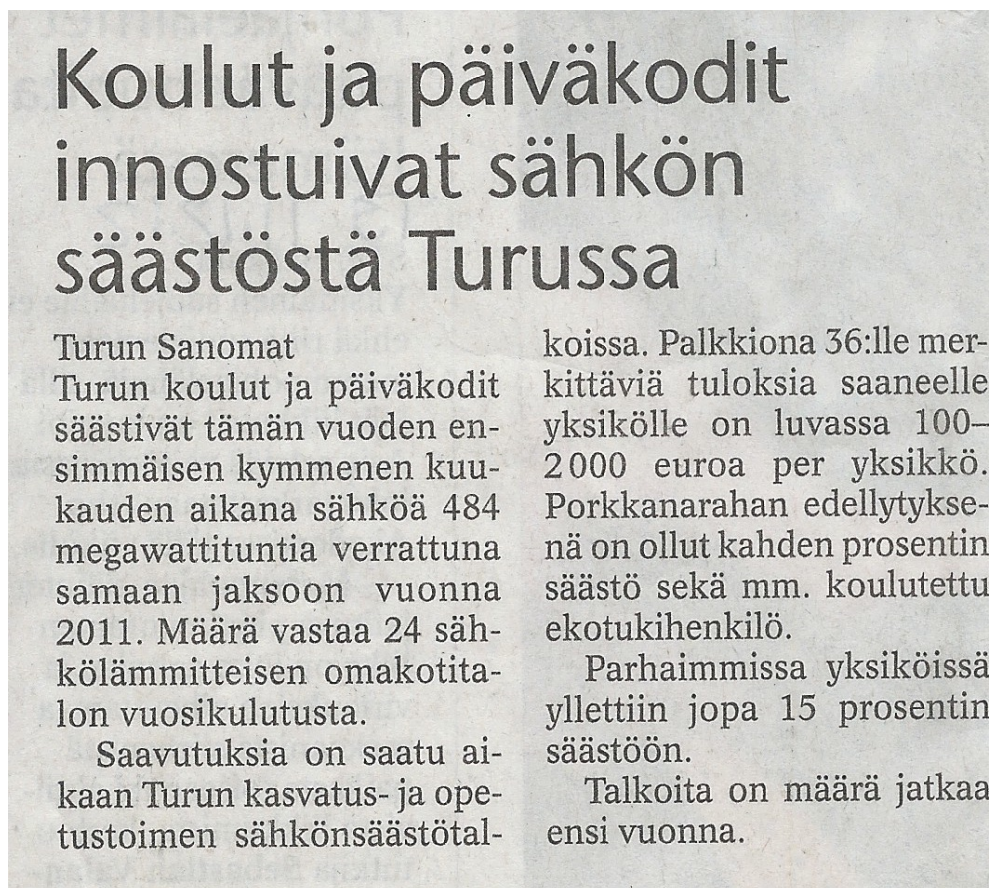 Koulut ja päiväkodit
innostuivat sähkön
säästöstä Turussa
Turun Sanomat
Turun koulut ja päiväkodit
säästivät tämän vuoden en-
simmäisen kymmenen kuu-
kauden aikana sähköä 484
megawattituntia verrattuna
samaan jaksoon vuonna
2011. Määrä vastaa 24 säh-
kölämmitteisen omakotita-
lon vuosikulutusta.
Saavutuksia on saatu ai-
kaan Turun kasvatus- ja ope-
tustoimen sähkönsäästötal-
koissa. Palkkiona 36:lle mer-
kittäviä tuloksia saaneelle
yksikölle on luvassa 100–
2 000 euroa per yksikkö.
Porkkanarahan edellytykse-
nä on ollut kahden prosentin
säästö sekä mm. koulutettu
ekotukihenkilö.
Parhaimmissa yksiköissä
yllettiin jopa 15 prosentin
säästöön.
Talkoita on määrä jatkaa
ensi vuonna.